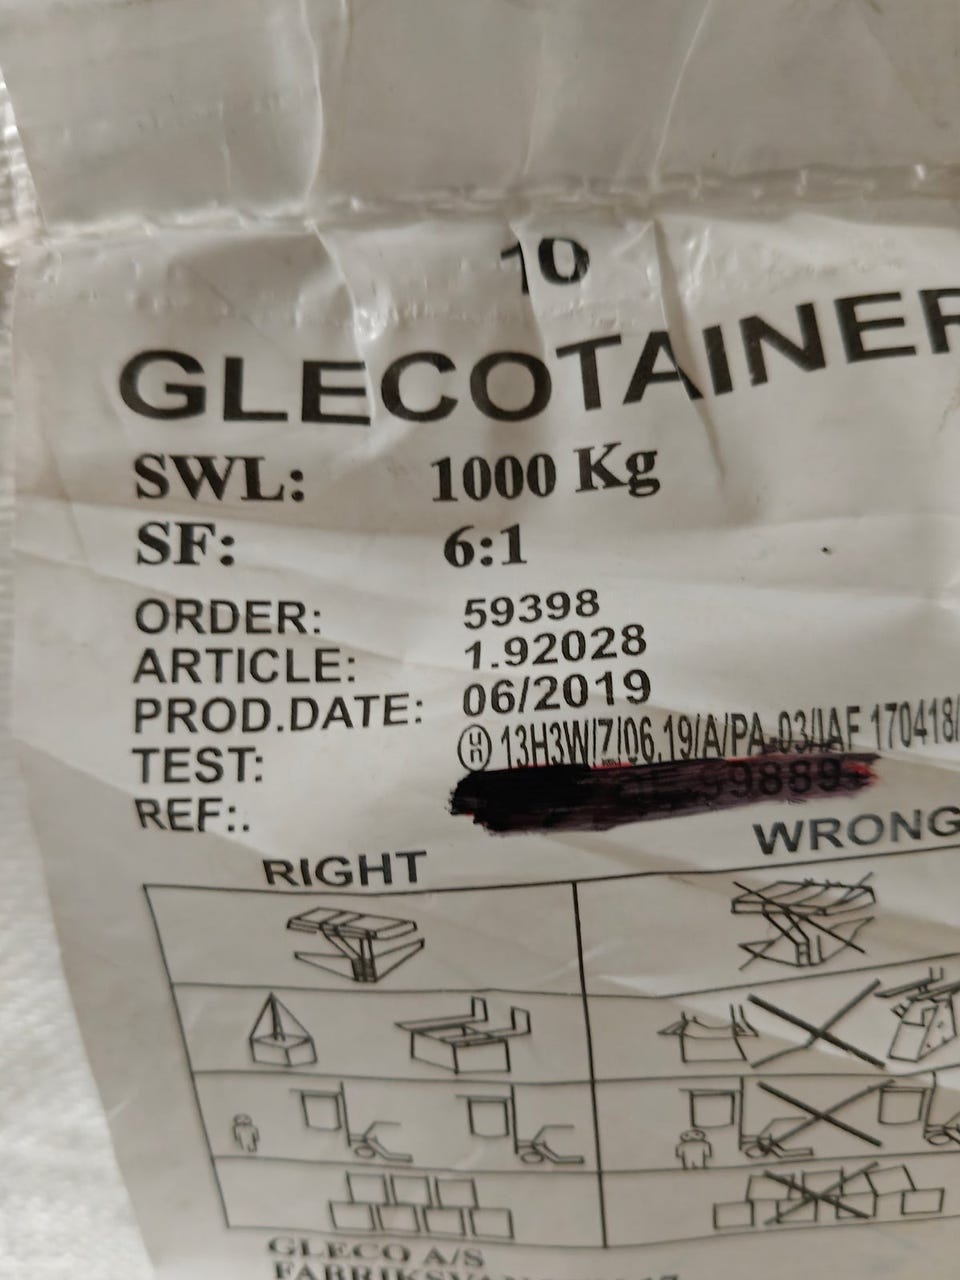 10
GLECOTAINER
SWL: 1000 Kg
SF: 6:1
ORDER: 59398
ARTICLE: 1.92028
PROD.DATE: 06/2019
TEST: Ⓗ 13H3W/Z/06.19/A/PA-03/IAF 170418/
REF:. 99889
RIGHT WRONG
GLECO A/S